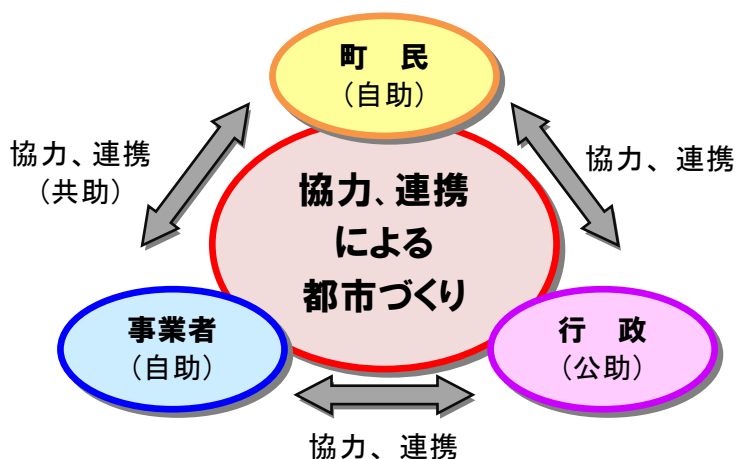 町　民
（自助）
協力、連携
（共助）
協力、連携
協力、連携
による
都市づくり
事業者
（自助）
行　政
（公助）
協力、連携